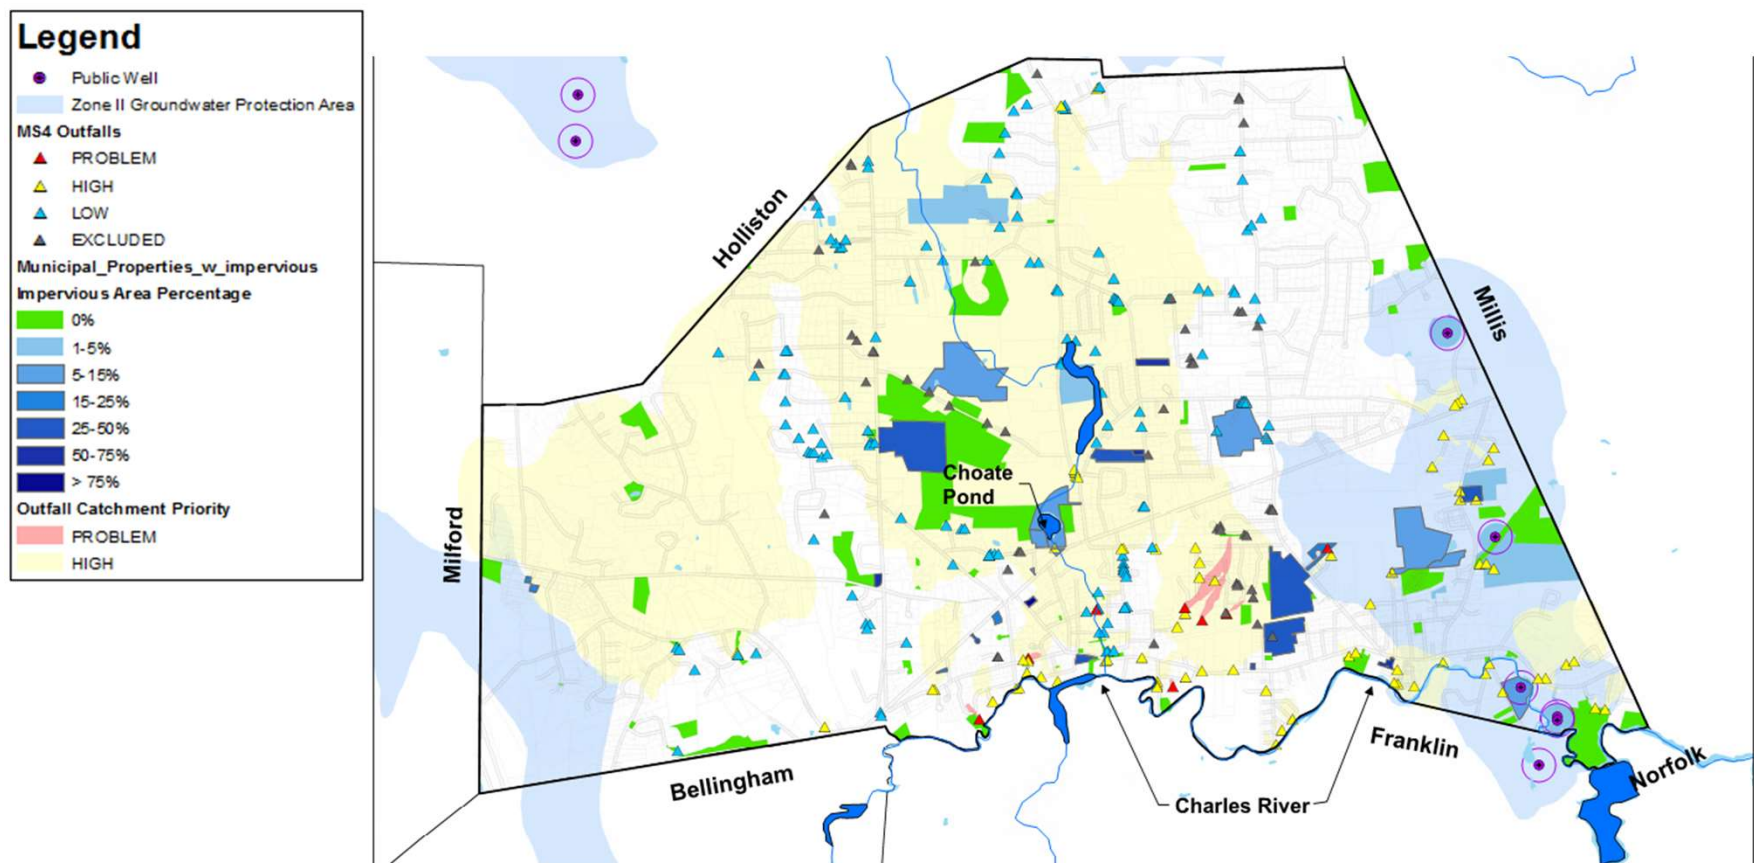 Legend
Public Well
Zone II Groundwater Protection Area
MS4 Outfalls
PROBLEM
HIGH
LOW
EXCLUDED
Municipal_Properties_w_impervious
Impervious Area Percentage
0%
1-5%
5-15%
15-25%
25-50%
50-75%
> 75%
Outfall Catchment Priority
PROBLEM
HIGH
Holliston
Millis
Choate
Pond
Milford
Franklin
Norfolk
Bellingham
Charles River